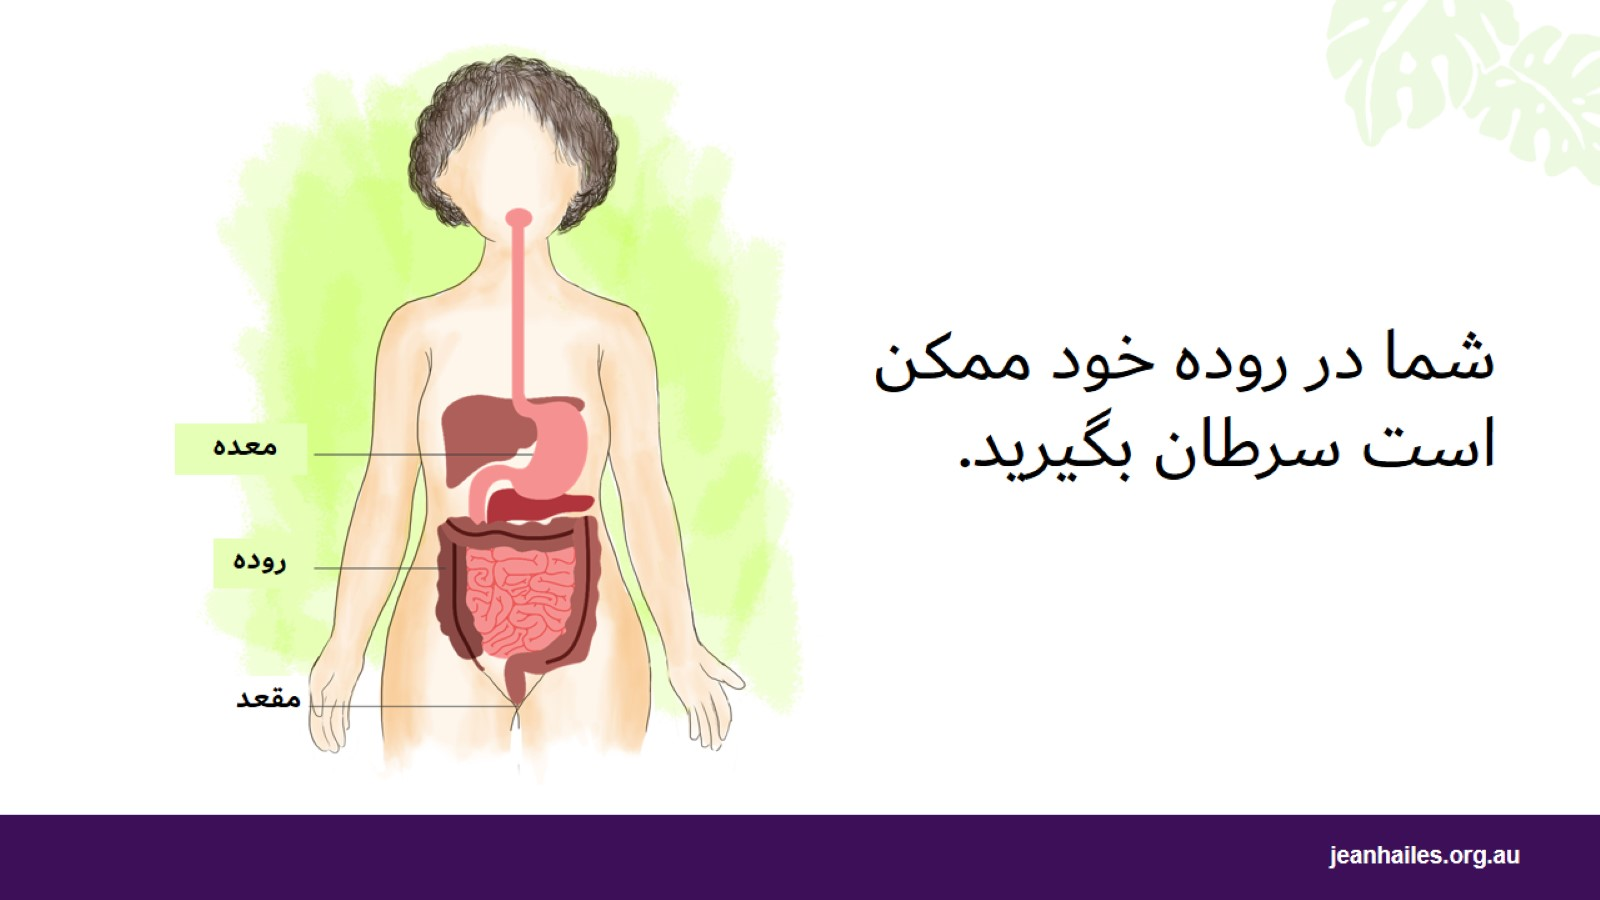 شما در روده خود ممکن
است سرطان بگیرید.
معده
روده
مقعد
jeanhailes.org.au